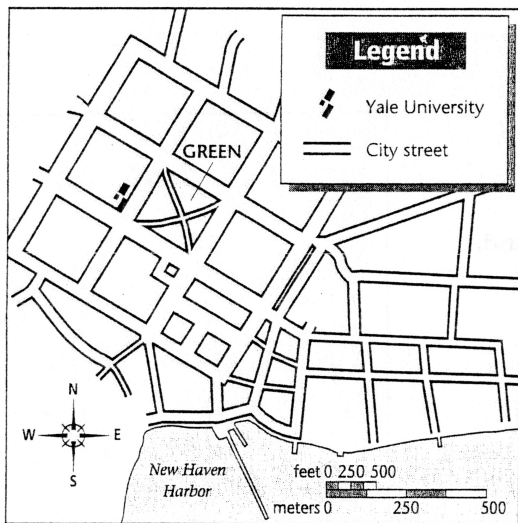 Legend
Yale University
City street
GREEN
N
W E
S
New Haven
Harbor
feet 0 250 500
meters 0 250 500